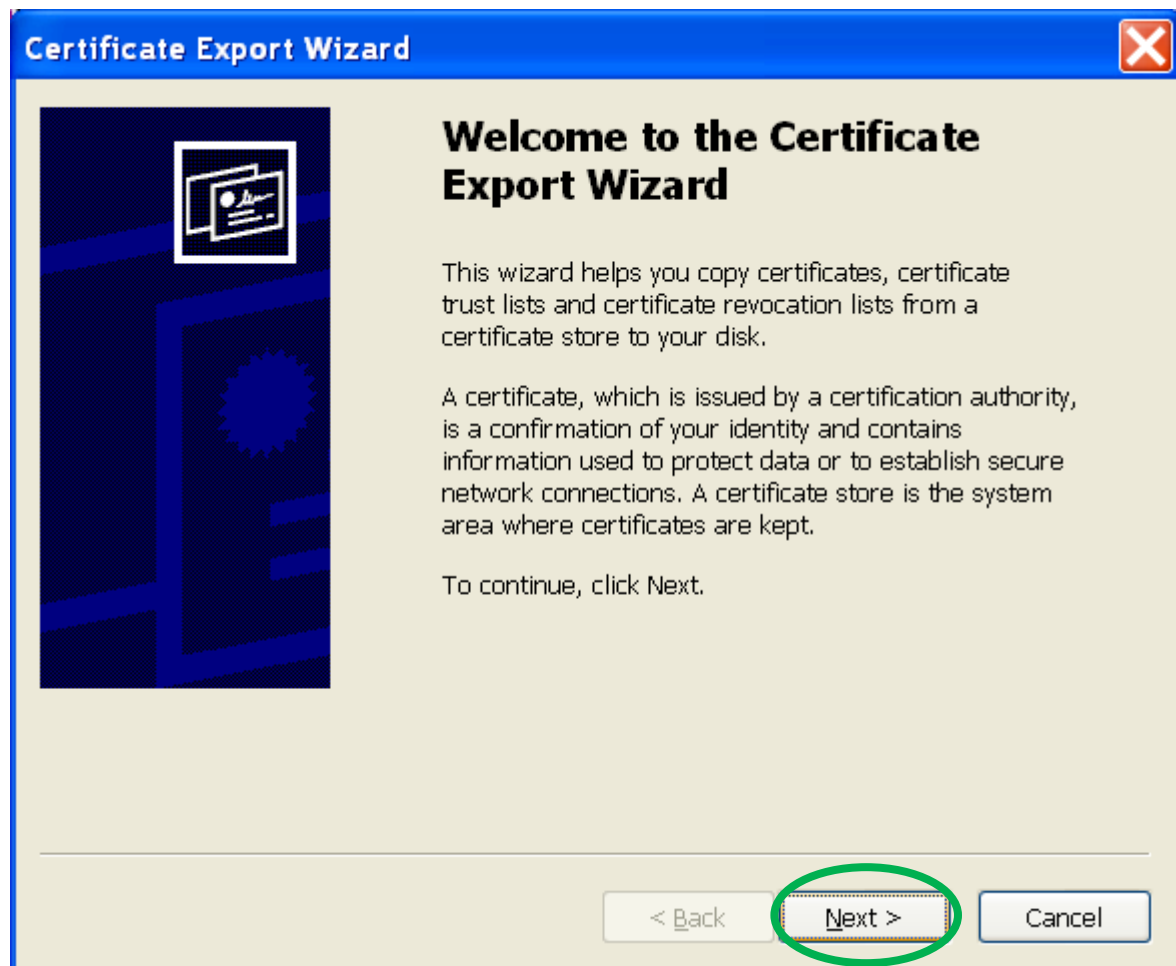 Certificate Export Wizard
Welcome to the Certificate
Export Wizard
This wizard helps you copy certificates, certificate
trust lists and certificate revocation lists from a
certificate store to your disk.
A certificate, which is issued by a certification authority,
is a confirmation of your identity and contains
information used to protect data or to establish secure
network connections. A certificate store is the system
area where certificates are kept.
To continue, click Next.
< Back Next > Cancel